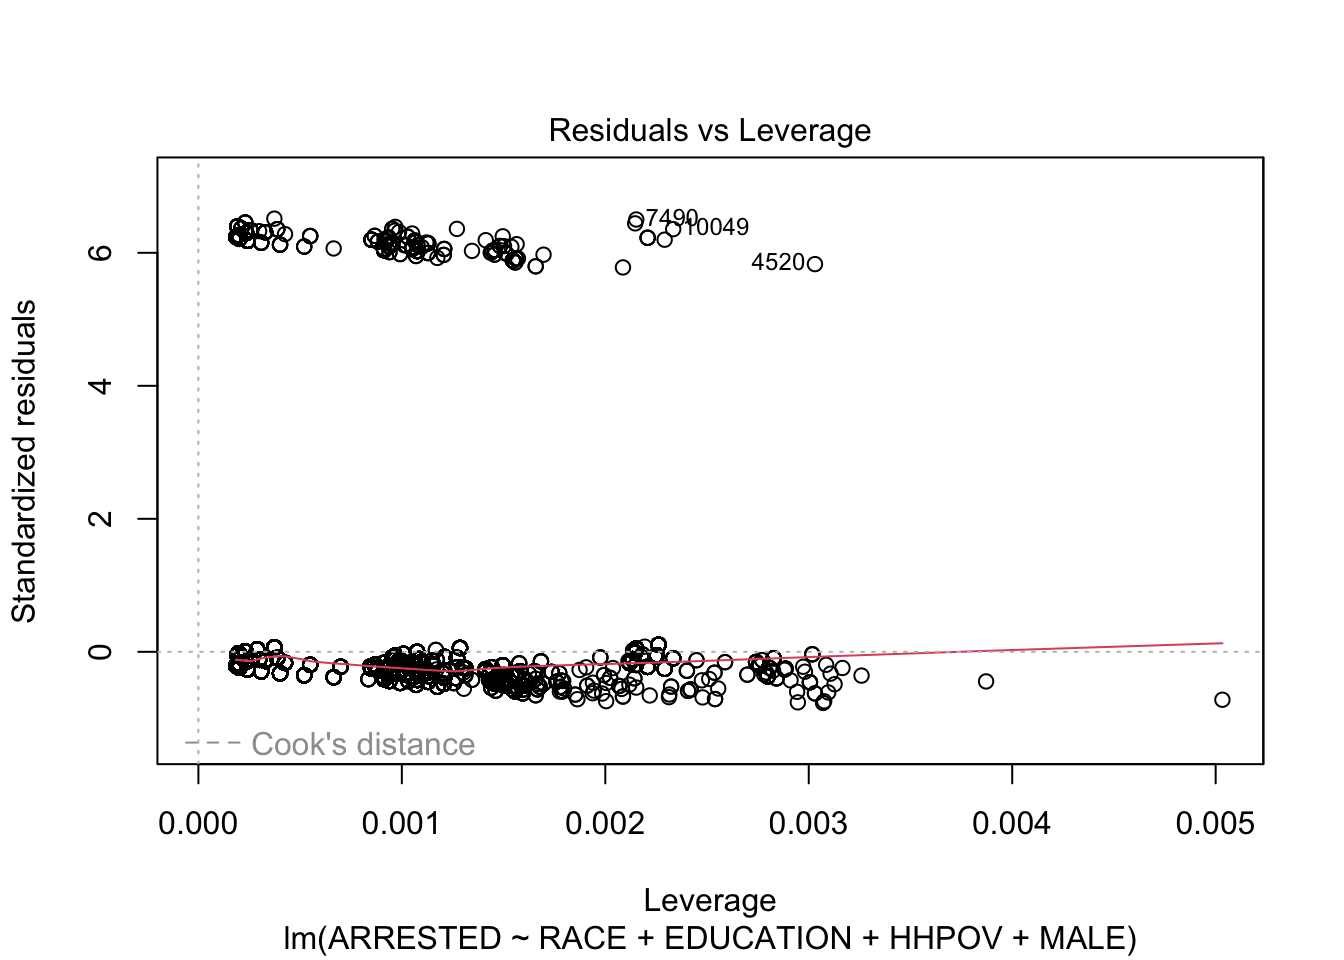 Residuals vs Leverage
7490
10049
4520
6
4
2
0
Standardized residuals
Cook's distance
0.000 0.001 0.002 0.003 0.004 0.005
Leverage
lm(ARRESTED ~ RACE + EDUCATION + HHPOV + MALE)